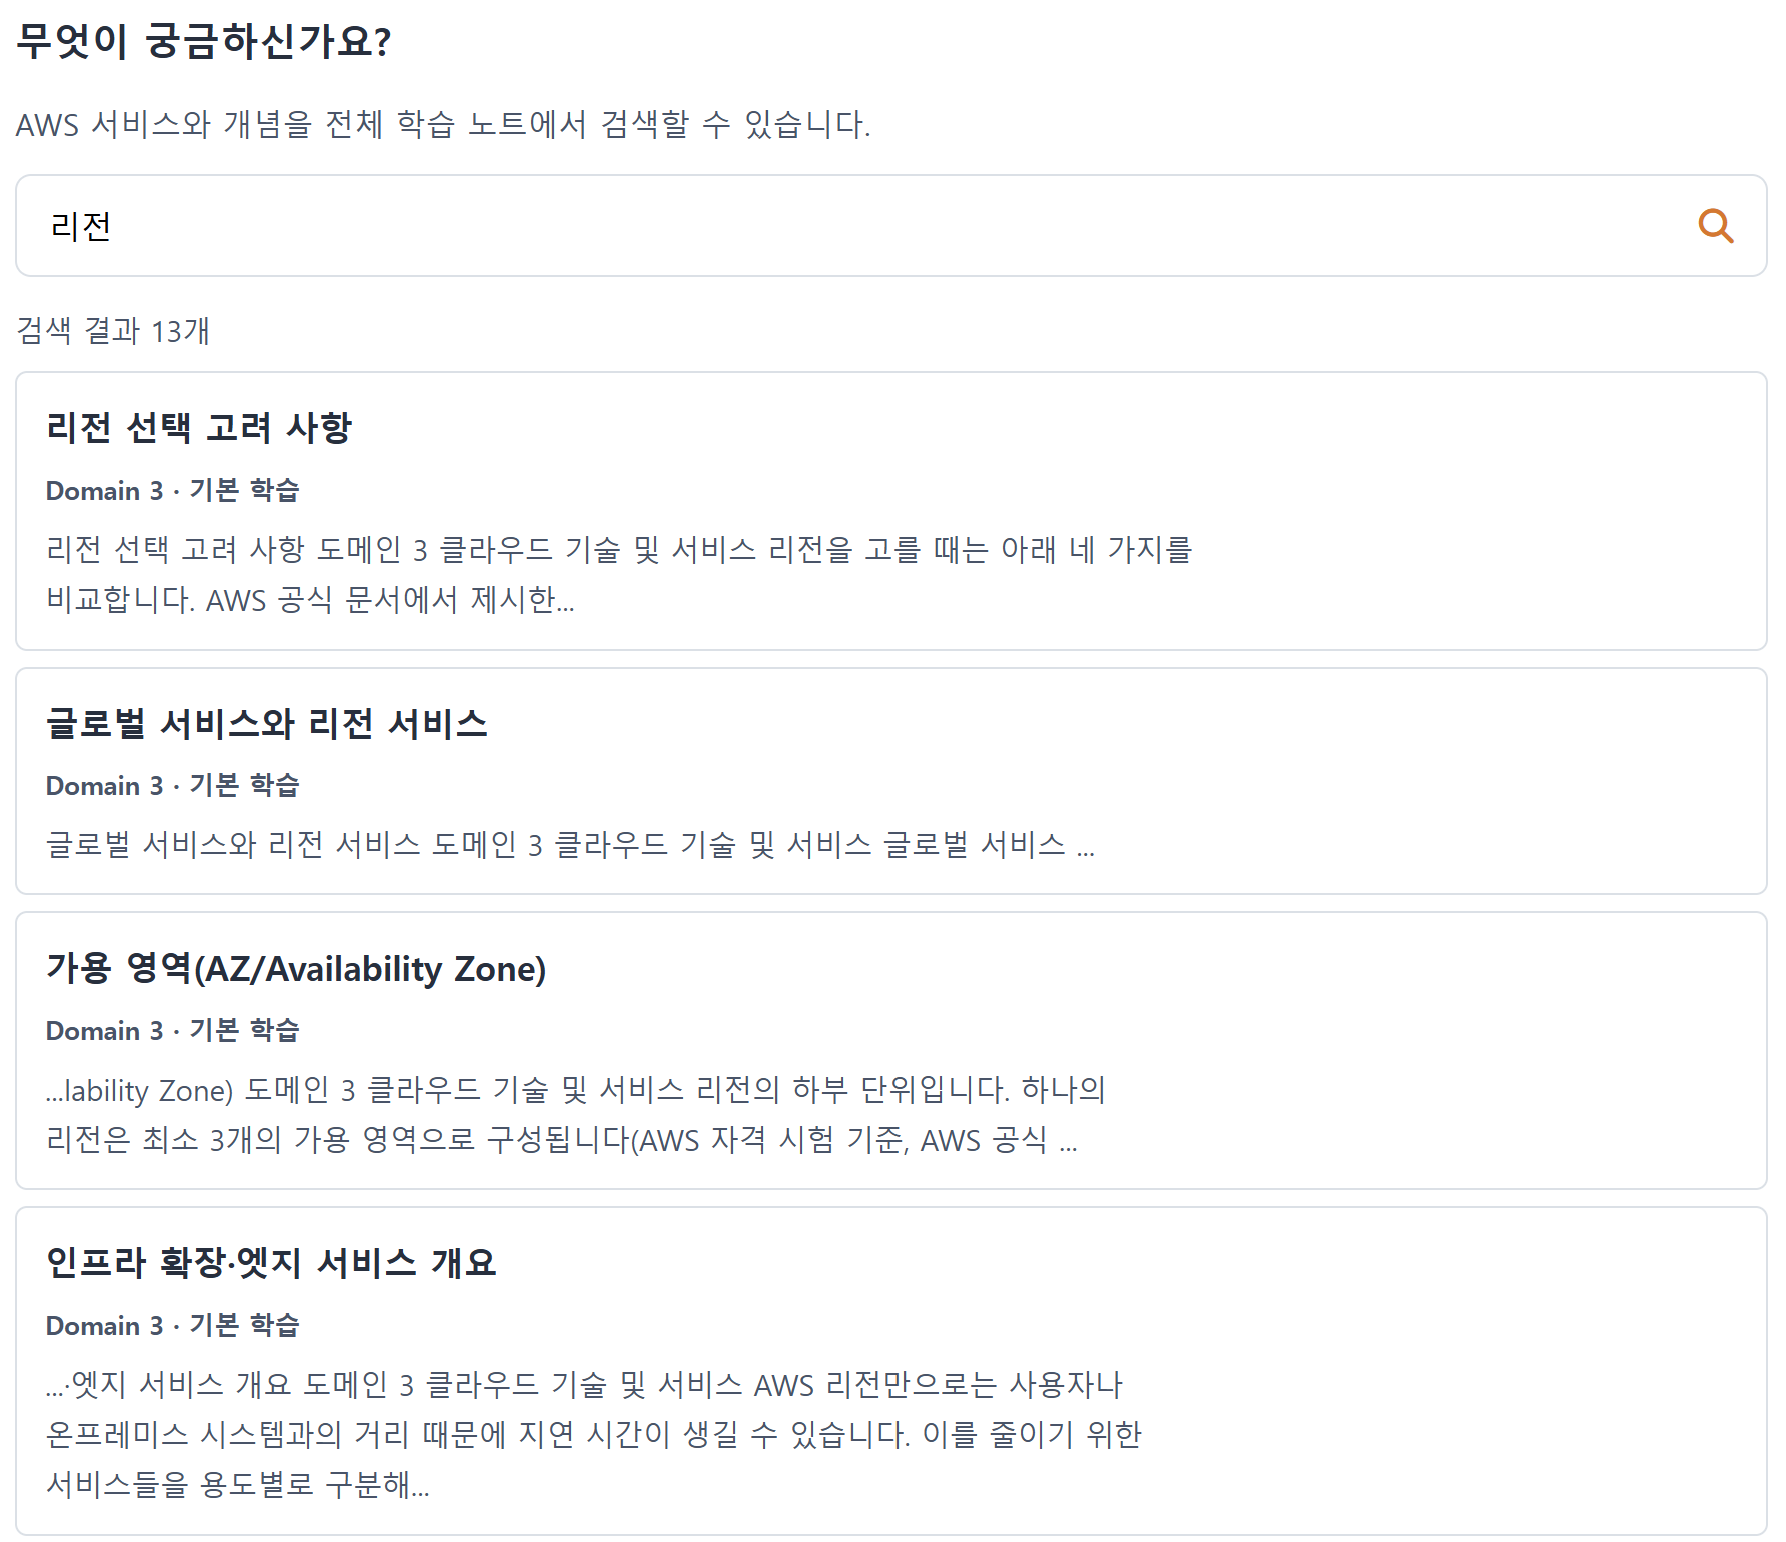 무엇이 궁금하신가요?
AWS 서비스와 개념을 전체 학습 노트에서 검색할 수 있습니다.
리전
검색 결과 13개
리전 선택 고려 사항
Domain 3 · 기본 학습
리전 선택 고려 사항 도메인 3 클라우드 기술 및 서비스 리전을 고를 때는 아래 네 가지를
비교합니다. AWS 공식 문서에서 제시한...
글로벌 서비스와 리전 서비스
Domain 3 · 기본 학습
글로벌 서비스와 리전 서비스 도메인 3 클라우드 기술 및 서비스 글로벌 서비스 ...
가용 영역(AZ/Availability Zone)
Domain 3 · 기본 학습
...lability Zone) 도메인 3 클라우드 기술 및 서비스 리전의 하부 단위입니다. 하나의
리전은 최소 3개의 가용 영역으로 구성됩니다(AWS 자격 시험 기준, AWS 공식 ...
인프라 확장·엣지 서비스 개요
Domain 3 · 기본 학습
...·엣지 서비스 개요 도메인 3 클라우드 기술 및 서비스 AWS 리전만으로는 사용자나
온프레미스 시스템과의 거리 때문에 지연 시간이 생길 수 있습니다. 이를 줄이기 위한
서비스들을 용도별로 구분해...